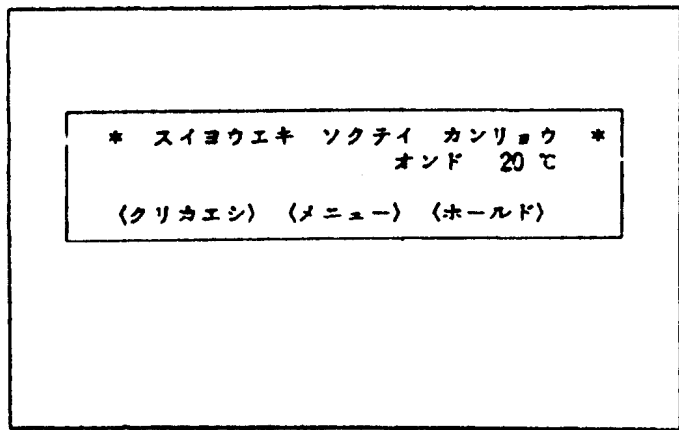 * スイヨウエキ ソクテイ カンリョウ *
オンド 20 ℃
〈クリカエシ〉 〈メニュー〉 〈ホールド〉